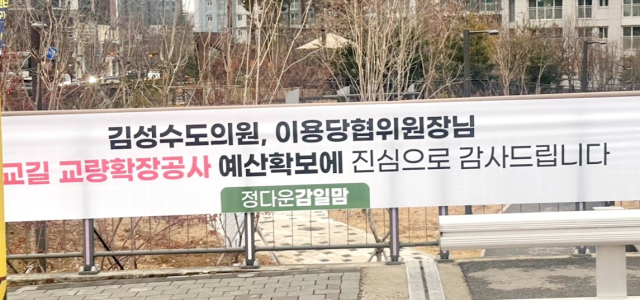 김성수도의원, 이용당협위원장님
교길 교량확장공사 예산확보에 진심으로 감사드립니다
정다운감일맘